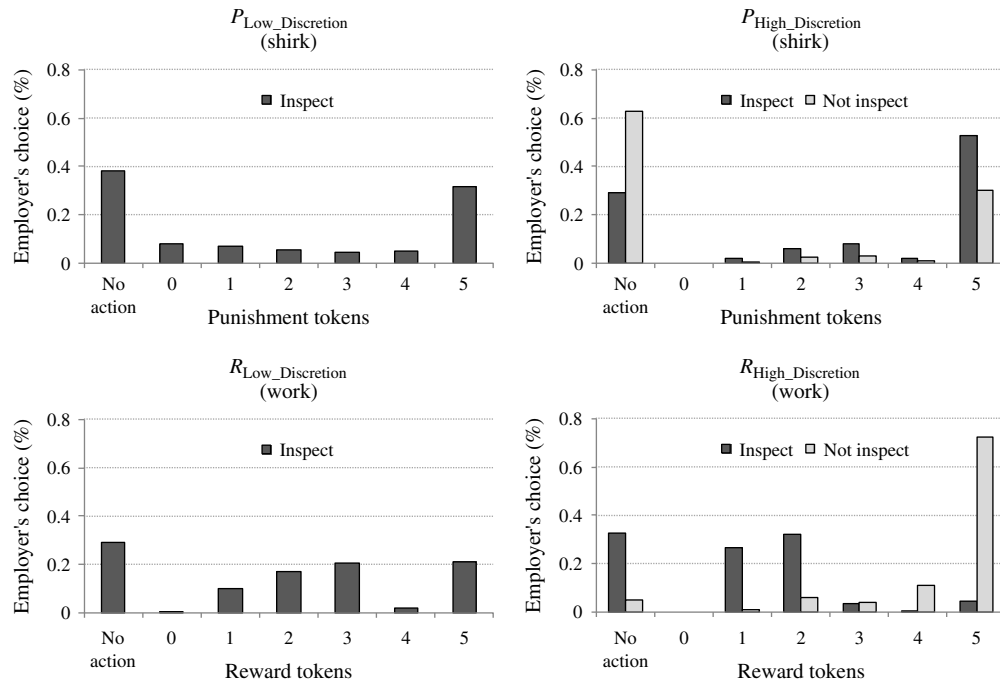 P_Low_Discretion
(shirk)
Employer's choice (%)
0.8
0.6
0.4
0.2
0
Inspect
No action 0 1 2 3 4 5
Punishment tokens
P_High_Discretion
(shirk)
Employer's choice (%)
0.8
0.6
0.4
0.2
0
Inspect Not inspect
No action 0 1 2 3 4 5
Punishment tokens
R_Low_Discretion
(work)
Employer's choice (%)
0.8
0.6
0.4
0.2
0
Inspect
No action 0 1 2 3 4 5
Reward tokens
R_High_Discretion
(work)
Employer's choice (%)
0.8
0.6
0.4
0.2
0
Inspect Not inspect
No action 0 1 2 3 4 5
Reward tokens